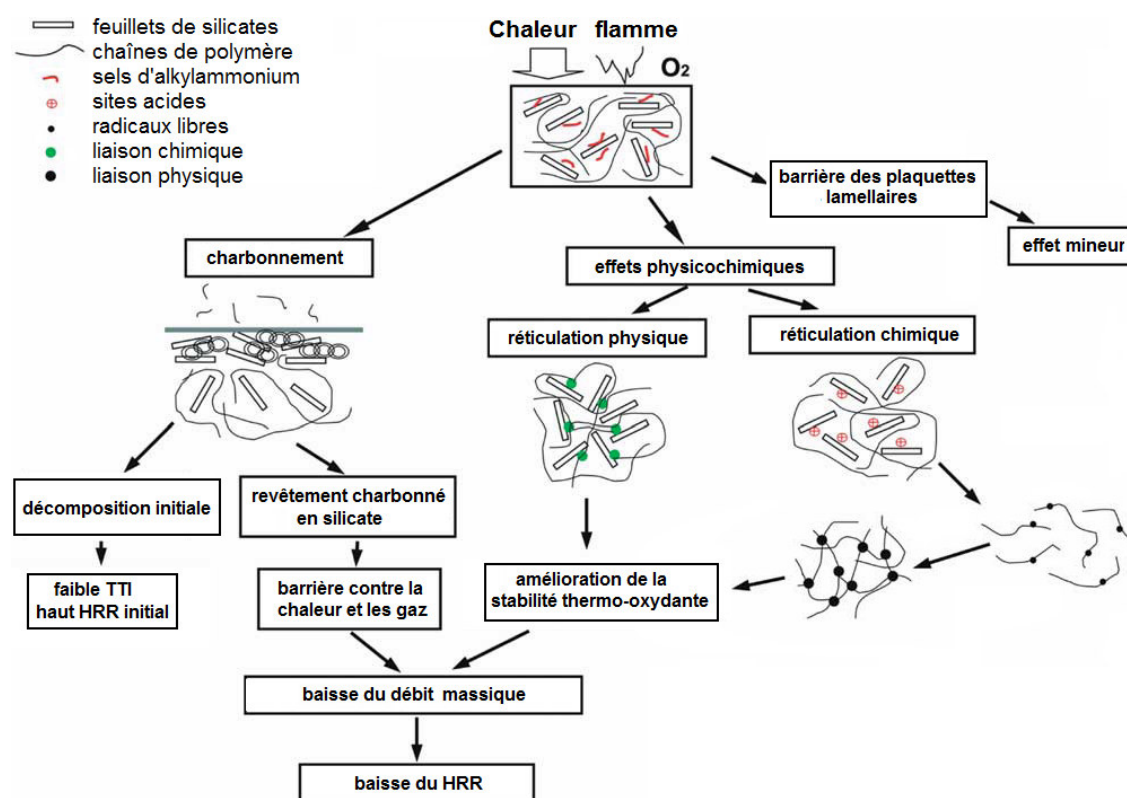 feuillets de silicates
chaînes de polymère
sels d'alkylammonium
sites acides
radicaux libres
liaison chimique
liaison physique
Chaleur flamme
O₂
barrière des plaquettes
lamellaires
effet mineur
charbonnement
effets physicochimiques
réticulation physique
réticulation chimique
décomposition initiale
revêtement charbonné
en silicate
faible TTI
haut HRR initial
barrière contre la
chaleur et les gaz
amélioration de la
stabilité thermo-oxydante
baisse du débit massique
baisse du HRR